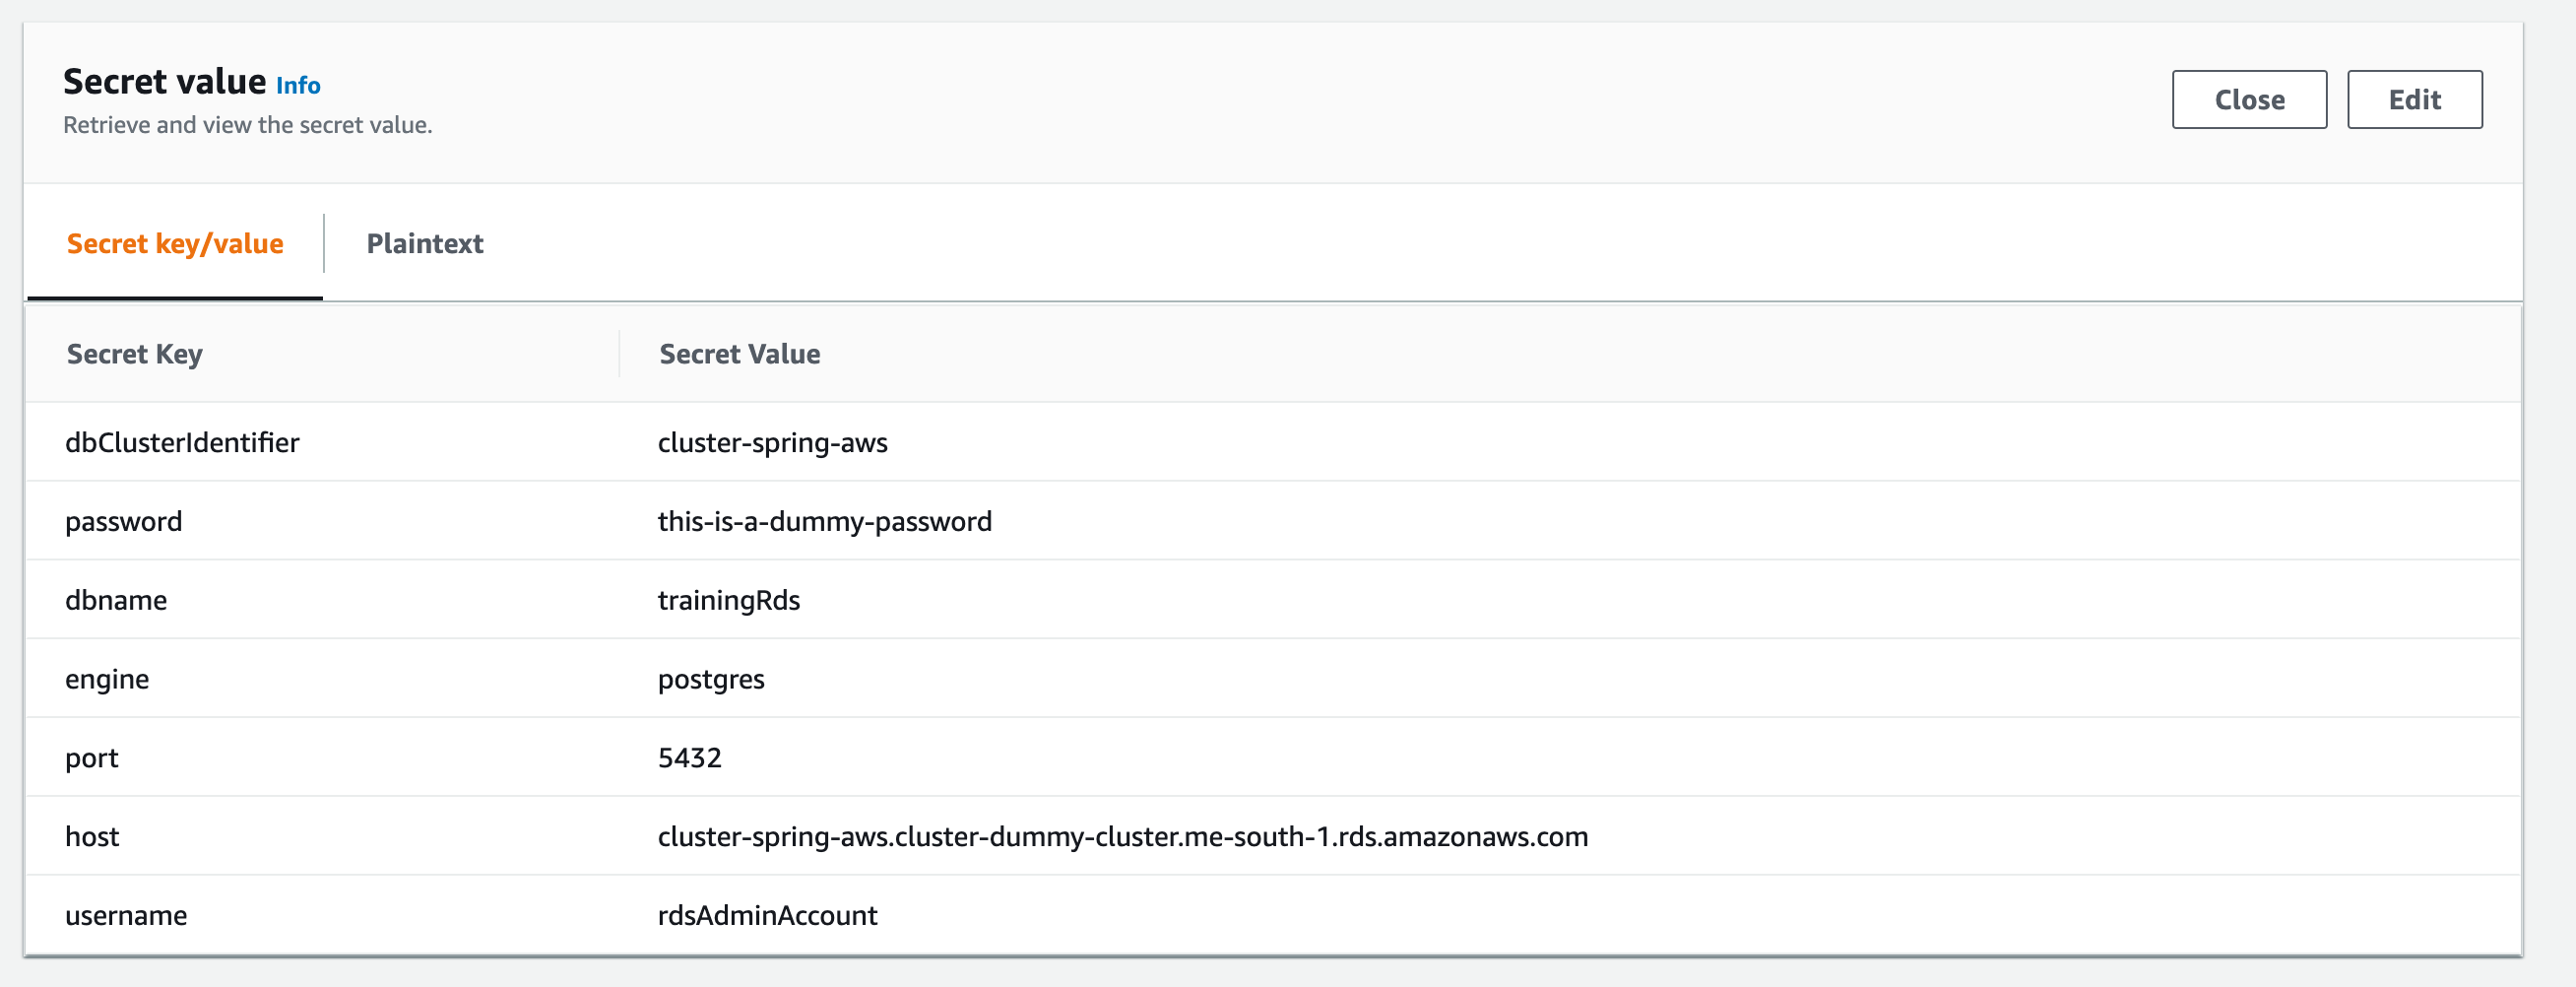 Secret value Info
Retrieve and view the secret value.
Close Edit
Secret key/value Plaintext
Secret Key Secret Value
dbClusterIdentifier cluster-spring-aws
password this-is-a-dummy-password
dbname trainingRds
engine postgres
port 5432
host cluster-spring-aws.cluster-dummy-cluster.me-south-1.rds.amazonaws.com
username rdsAdminAccount